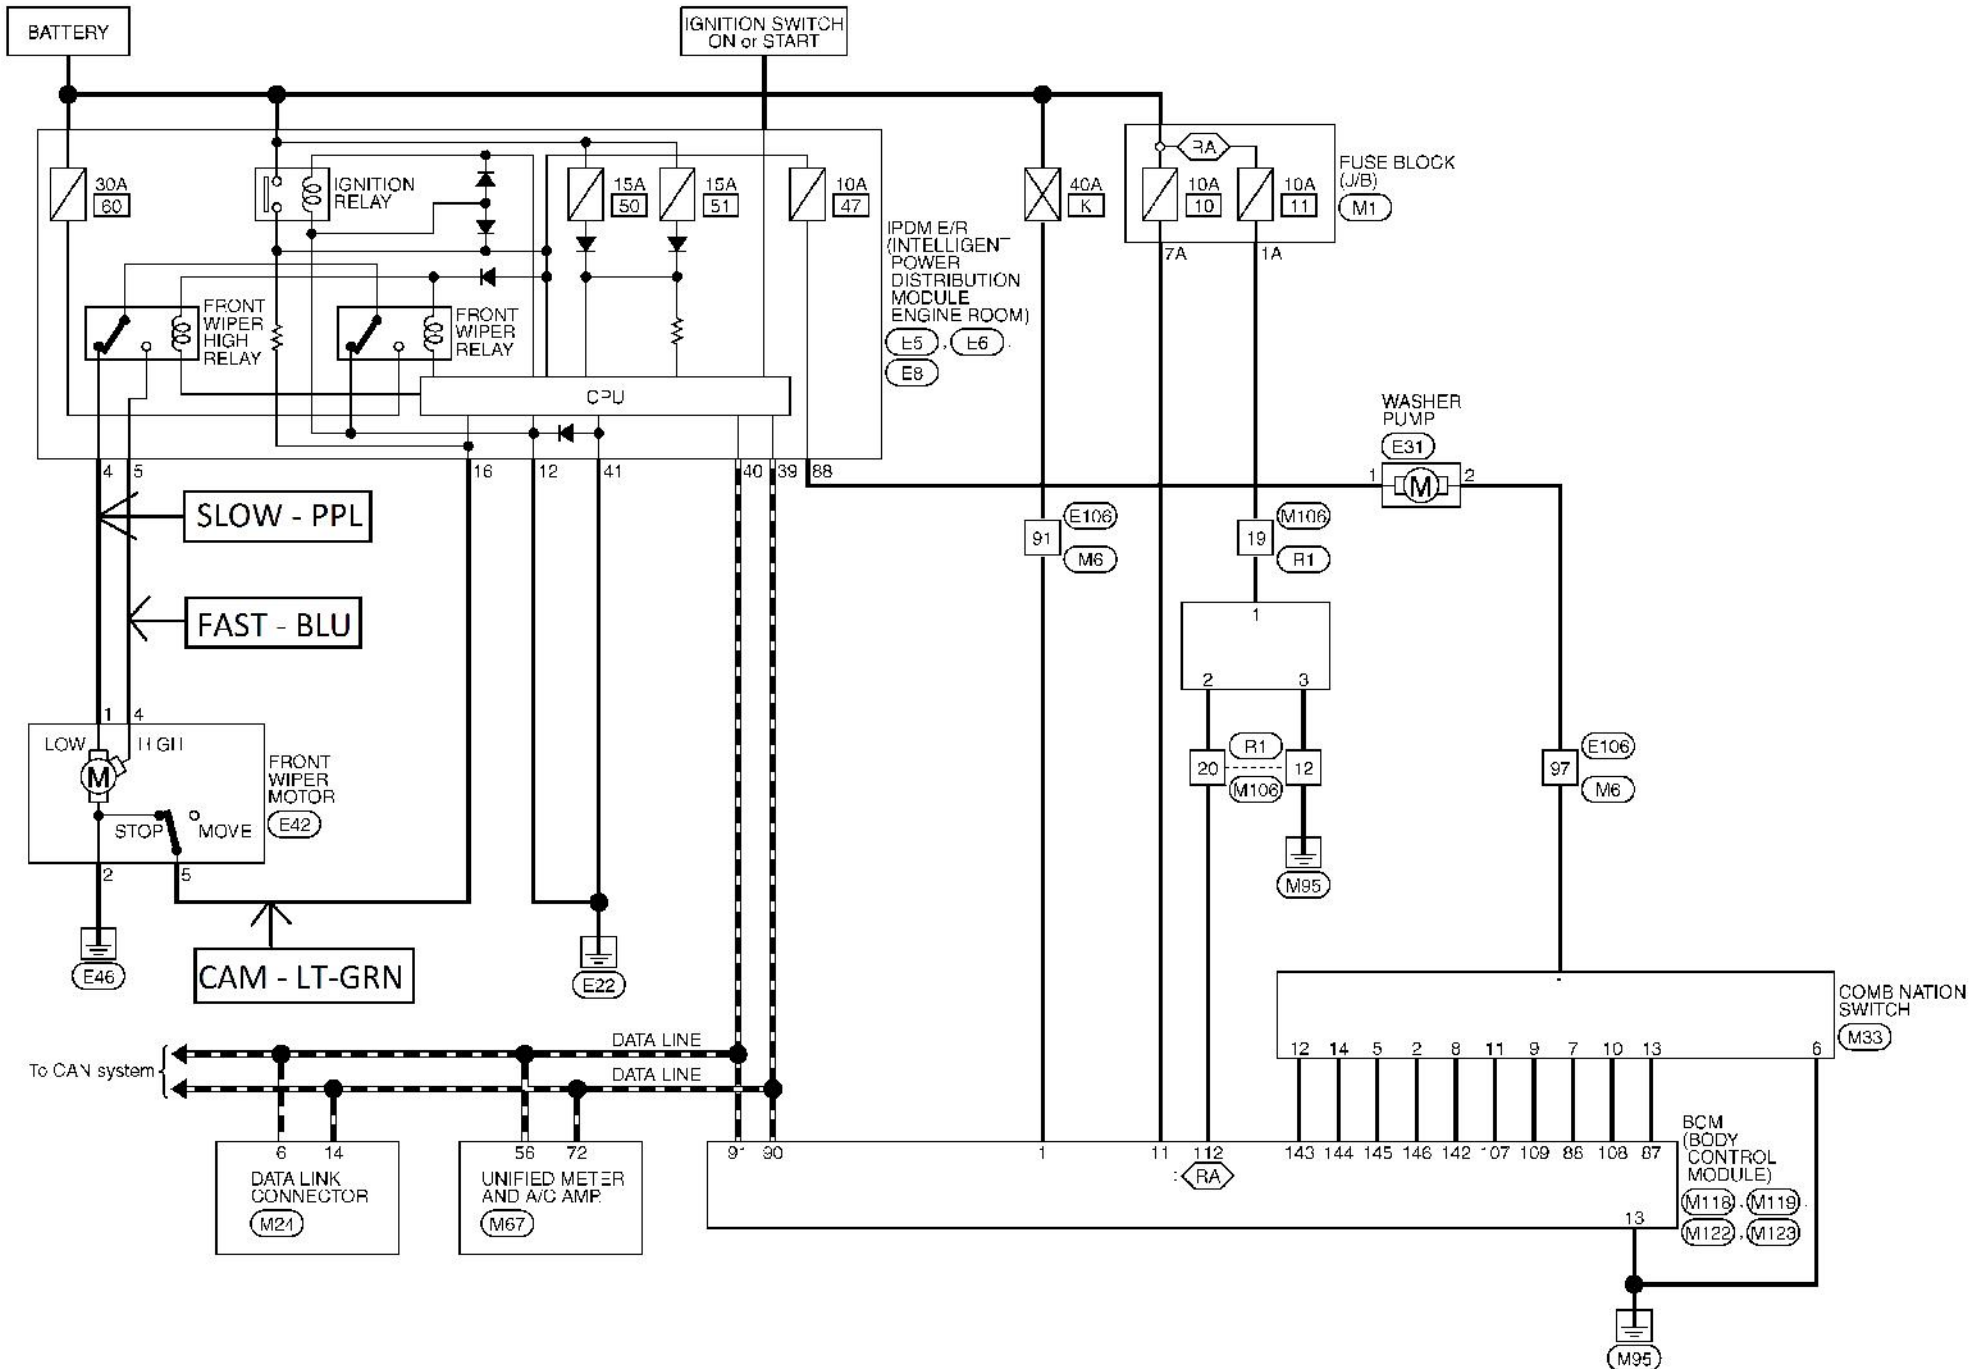 BATTERY
IGNITION SWITCH
ON or START
30A
60
IGNITION
RELAY
15A
50
15A
51
10A
47
40A
K
RA
10A
10
10A
11
FUSE BLOCK
(J/B)
M1
7A
1A
IPDM E/R
(INTELLIGENT
POWER
DISTRIBUTION
MODULE
ENGINE ROOM)
E5 , E6 .
E8
FRONT
WIPER
HIGH
RELAY
FRONT
WIPER
RELAY
CPU
4
5
16
12
41
40
39
88
WASHER
PUMP
E31
1
M
2
SLOW - PPL
FAST - BLU
91
E106
M6
19
M106
R1
1
2
3
20
R1
M106
12
M95
97
E106
M6
1
4
LOW
M
STOP
MOVE
FRONT
WIPER
MOTOR
E42
2
5
E46
CAM - LT-GRN
E22
COMB NATION
SWITCH
M33
12 14 5 2 8 11 9 7 10 13 6
To CAN system
DATA LINE
DATA LINE
6 14
DATA LINK
CONNECTOR
M24
56 72
UNIFIED METER
AND A/C AMP.
M67
90
1
11
112
RA
143 144 145 146 142 107 109 88 108 87
BCM
(BODY
CONTROL
MODULE)
M118 , M119 .
M122 , M123
13
M95